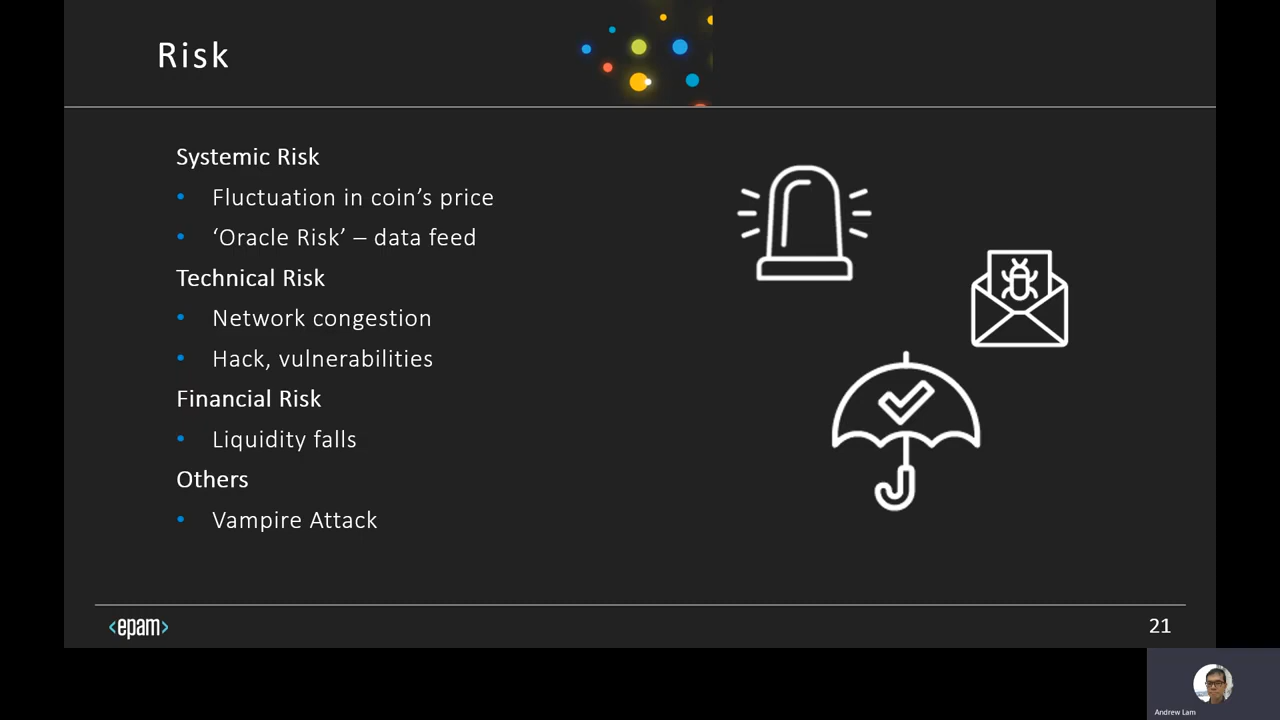 Risk
Systemic Risk
• Fluctuation in coin’s price
• ‘Oracle Risk’ – data feed
Technical Risk
• Network congestion
• Hack, vulnerabilities
Financial Risk
• Liquidity falls
Others
• Vampire Attack
<epam>
21
Andrew Lam